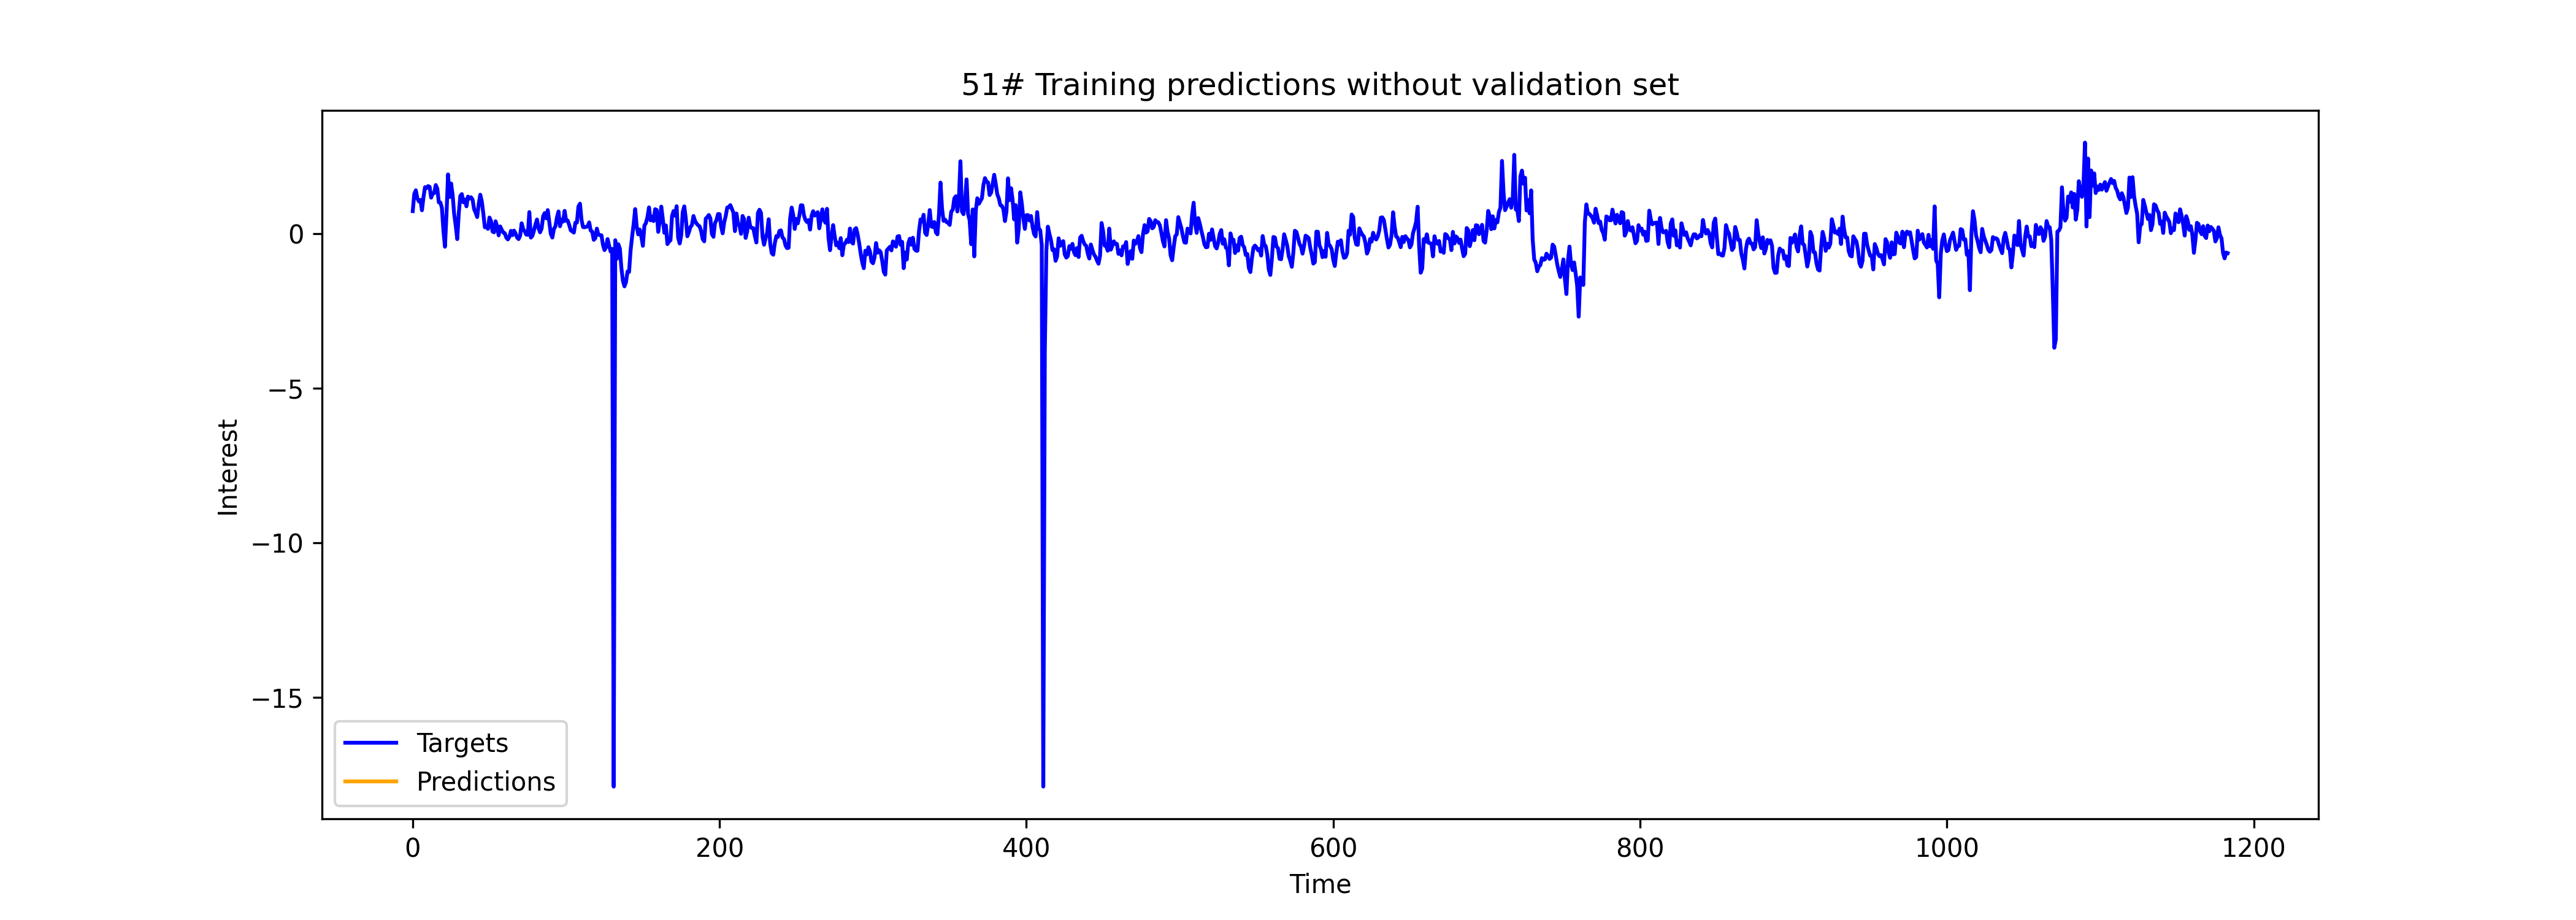 51# Training predictions without validation set
Interest
0
−5
−10
−15
Targets
Predictions
0 200 400 600 800 1000 1200
Time